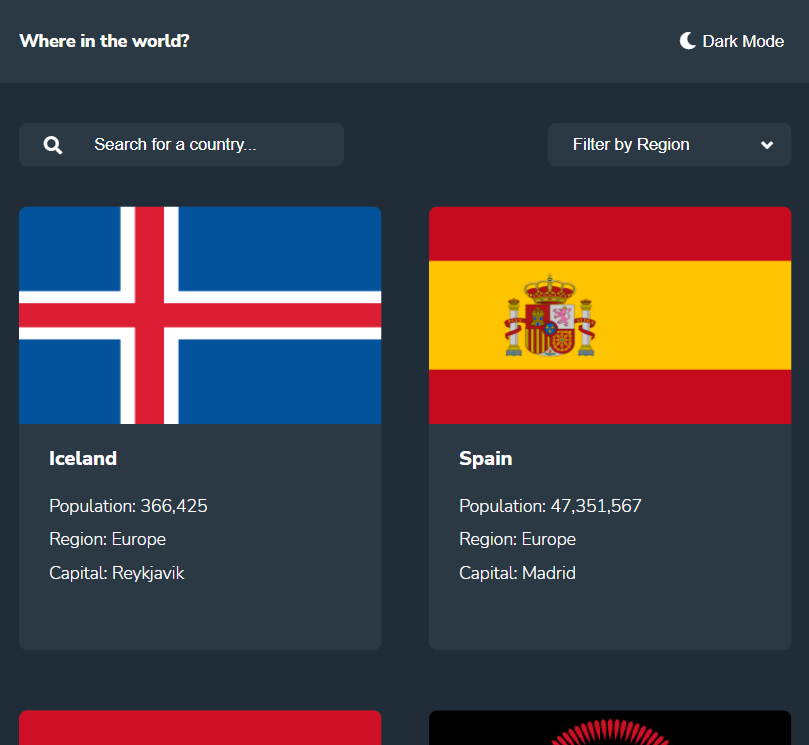 Where in the world?
Dark Mode
Search for a country...
Filter by Region
Iceland
Population: 366,425
Region: Europe
Capital: Reykjavik
Spain
Population: 47,351,567
Region: Europe
Capital: Madrid